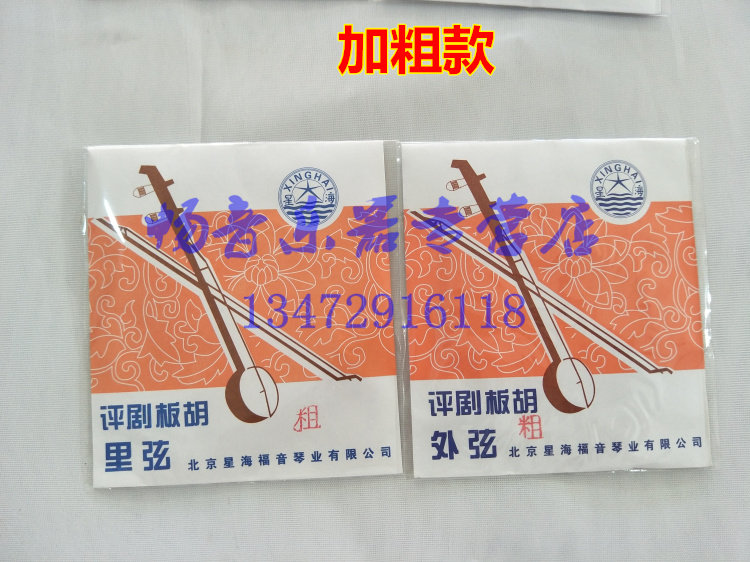 加粗款
XINGHAI
星 海
XINGHAI
星 海
畅音乐器专营店
13472916118
评剧板胡
粗
里弦
北京星海福音琴业有限公司
评剧板胡
粗
外弦
北京星海福音琴业有限公司